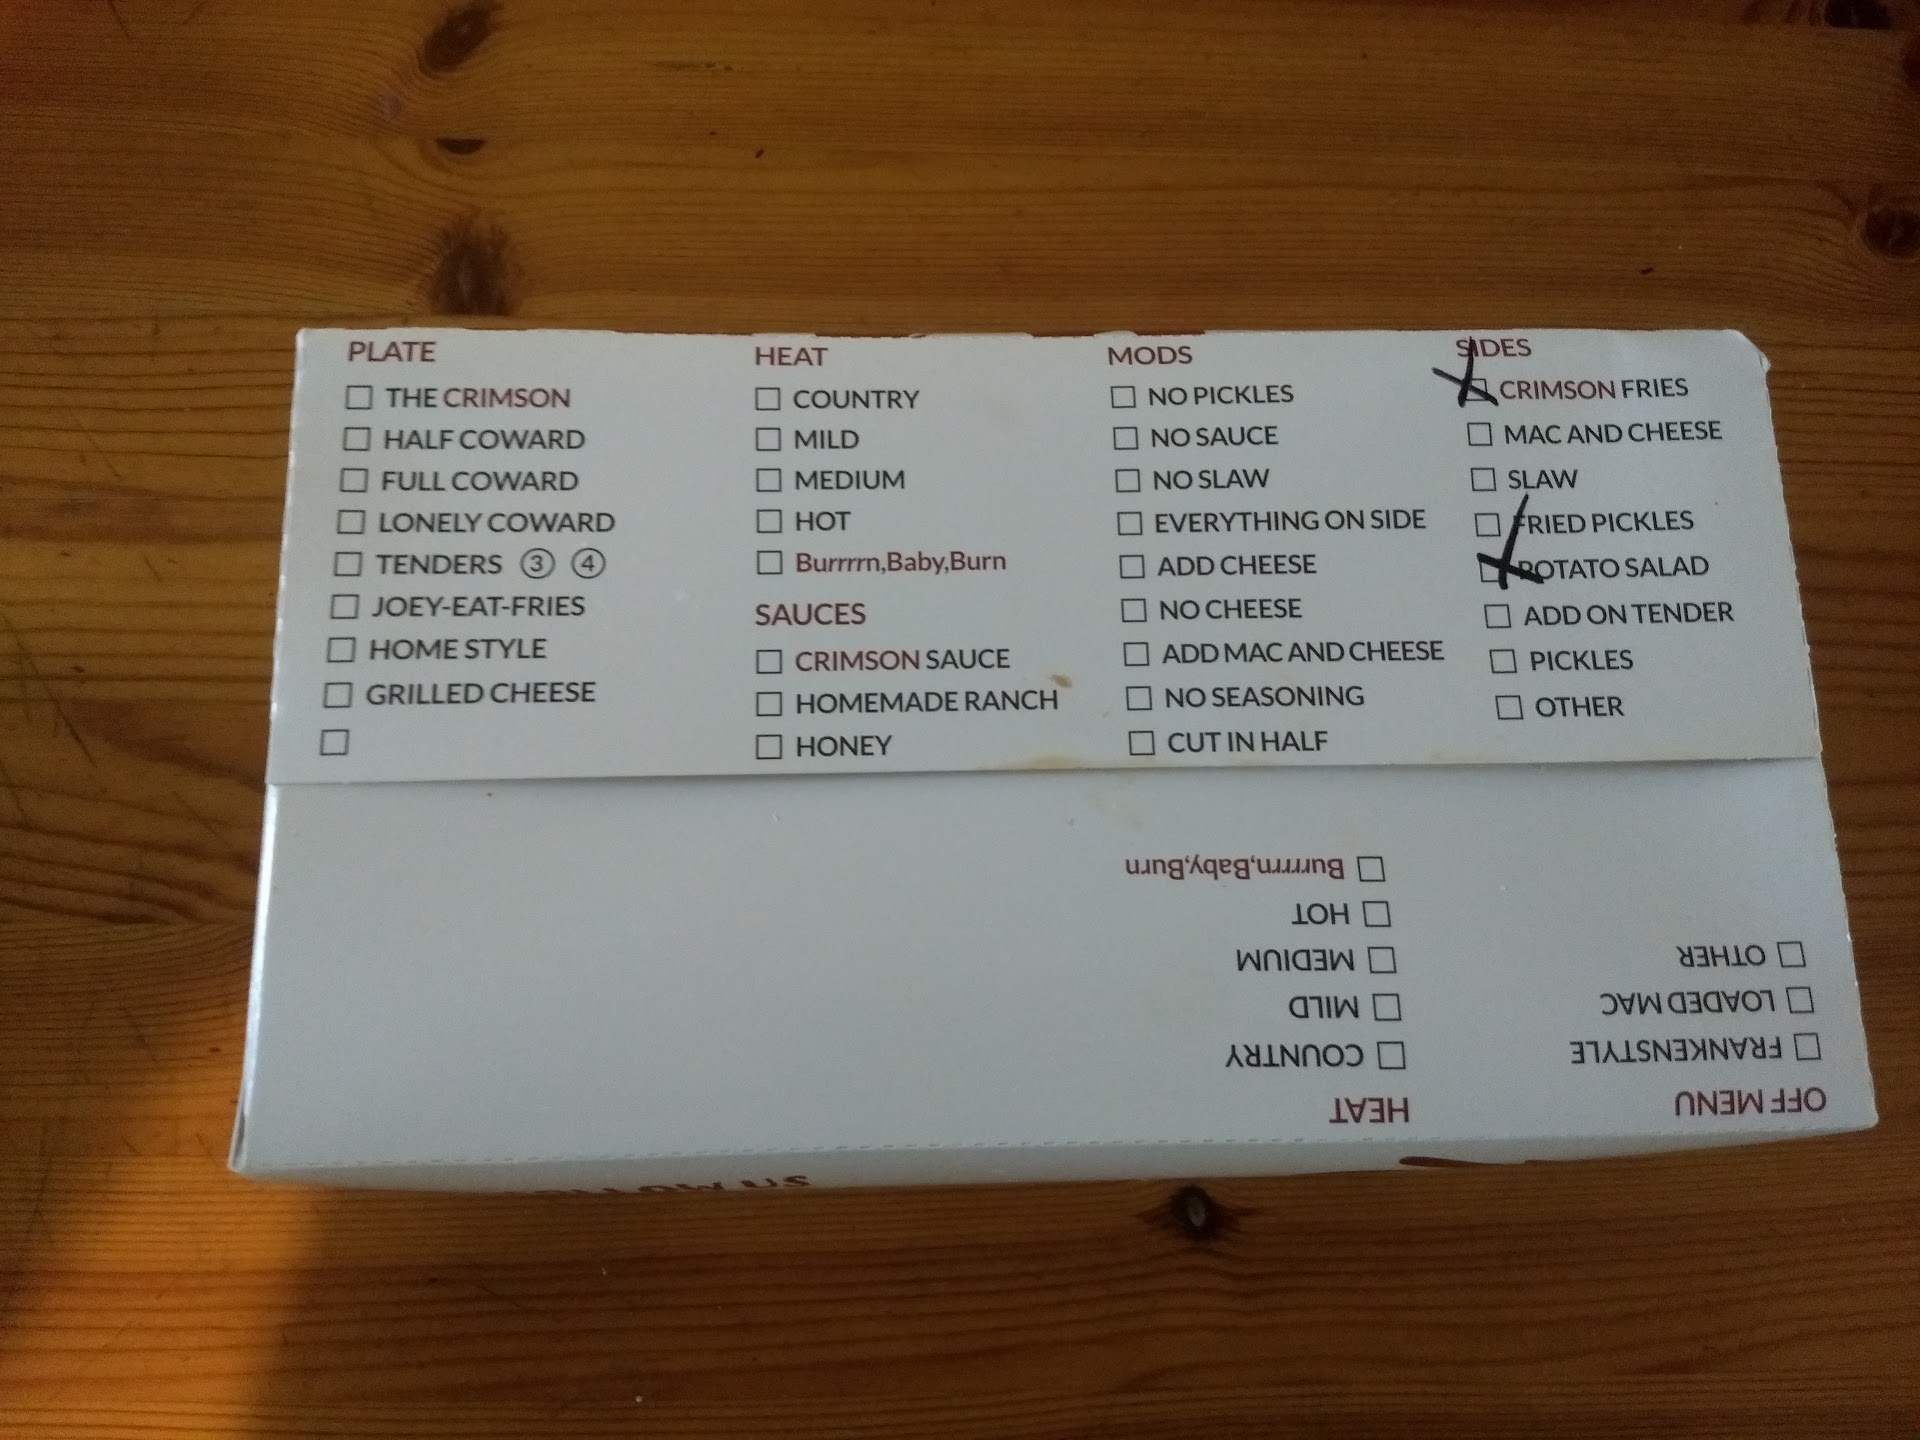 PLATE
THE CRIMSON
HALF COWARD
FULL COWARD
LONELY COWARD
TENDERS ③ ④
JOEY-EAT-FRIES
HOME STYLE
GRILLED CHEESE
HEAT
COUNTRY
MILD
MEDIUM
HOT
Burrrrn,Baby,Burn
SAUCES
CRIMSON SAUCE
HOMEMADE RANCH
HONEY
MODS
NO PICKLES
NO SAUCE
NO SLAW
EVERYTHING ON SIDE
ADD CHEESE
NO CHEESE
ADD MAC AND CHEESE
NO SEASONING
CUT IN HALF
SIDES
CRIMSON FRIES
MAC AND CHEESE
SLAW
FRIED PICKLES
POTATO SALAD
ADD ON TENDER
PICKLES
OTHER
OFF MENU
FRANKENSTYLE
LOADED MAC
OTHER
HEAT
COUNTRY
MILD
MEDIUM
HOT
Burrrrn,Baby,Burn
FOLLOW US